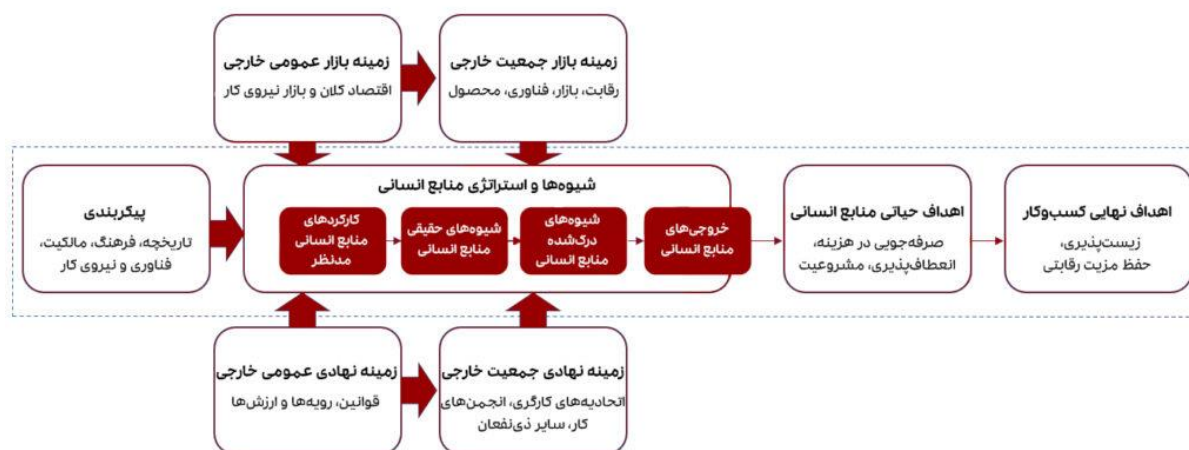 زمینه بازار عمومی خارجی
اقتصاد کلان و بازار نیروی کار
زمینه بازار جمعیت خارجی
رقابت، بازار، فناوری، محصول
پیکربندی
تاریخچه، فرهنگ، مالکیت،
فناوری و نیروی کار
شیوه‌ها و استراتژی منابع انسانی
کارکردهای
منابع انسانی
مدنظر
شیوه‌های حقیقی
منابع انسانی
شیوه‌های
درک‌شده
منابع انسانی
خروجی‌های
منابع انسانی
اهداف حیاتی منابع انسانی
صرفه‌جویی در هزینه،
انعطاف‌پذیری، مشروعیت
اهداف نهایی کسب‌وکار
زیست‌پذیری،
حفظ مزیت رقابتی
زمینه نهادی عمومی خارجی
قوانین، رویه‌ها و ارزش‌ها
زمینه نهادی جمعیت خارجی
اتحادیه‌های کارگری، انجمن‌های
کار، سایر ذی‌نفعان